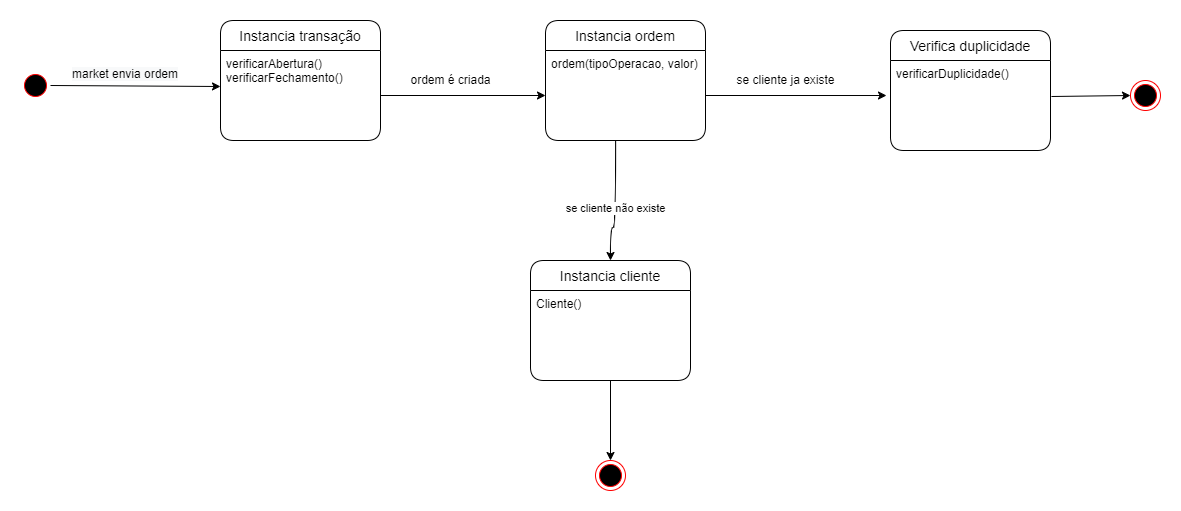 market envia ordem
Instancia transação
verificarAbertura()
verificarFechamento()
ordem é criada
Instancia ordem
ordem(tipoOperacao, valor)
se cliente ja existe
Verifica duplicidade
verificarDuplicidade()
se cliente não existe
Instancia cliente
Cliente()